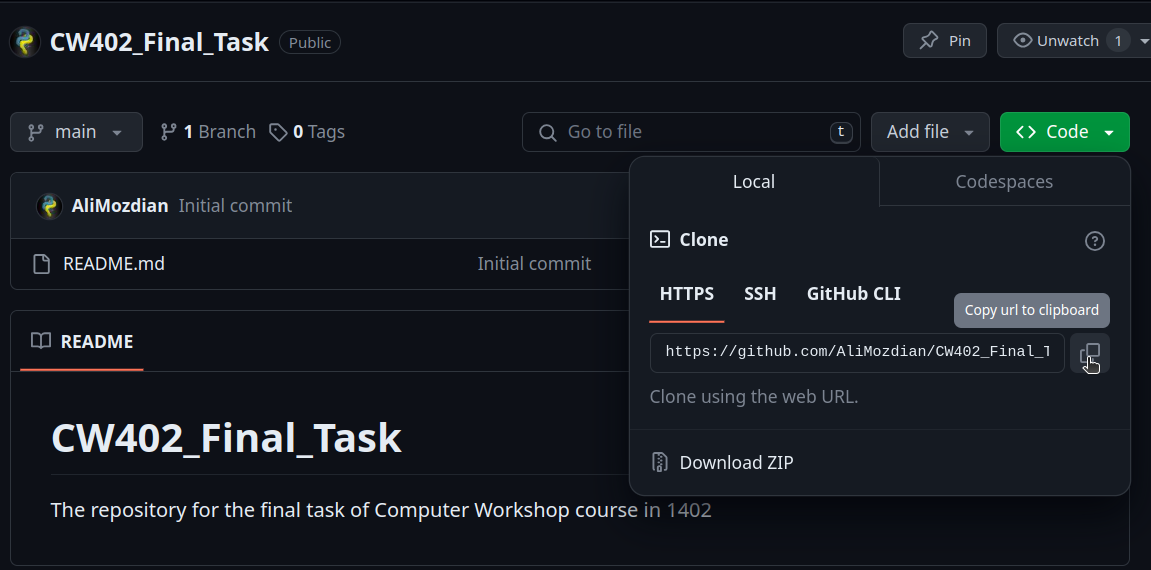 CW402_Final_Task Public Pin Unwatch 1
main 1 Branch 0 Tags Go to file t Add file Code
Local Codespaces
AliMozdian Initial commit
Clone
README.md Initial commit
HTTPS SSH GitHub CLI
Copy url to clipboard
README
https://github.com/AliMozdian/CW402_Final_T
Clone using the web URL.
CW402_Final_Task
Download ZIP
The repository for the final task of Computer Workshop course in 1402